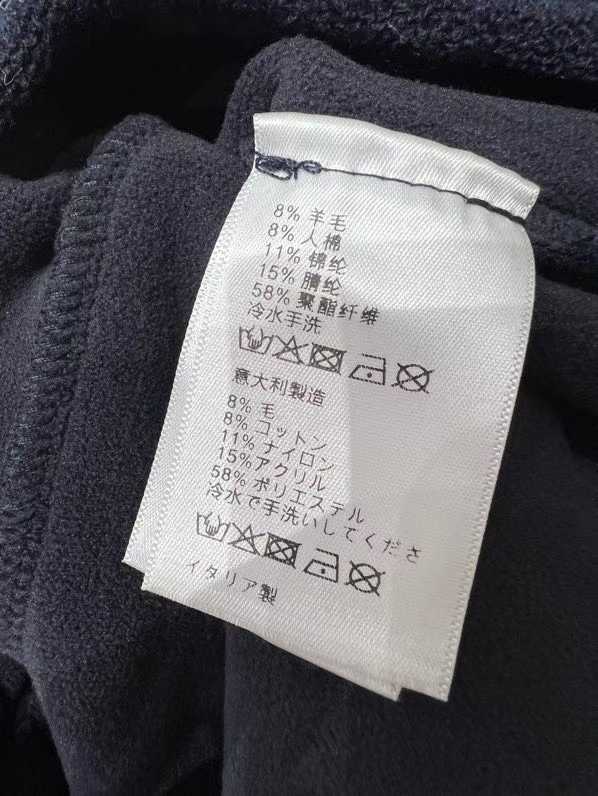 8% 羊毛
8% 人棉
11% 锦纶
15% 腈纶
58% 聚酯纤维
冷水手洗
意大利製造
8% 毛
8% コットン
11% ナイロン
15%アクリル
58% ポリエステル
冷水で手洗いしてくださ
イタリア製